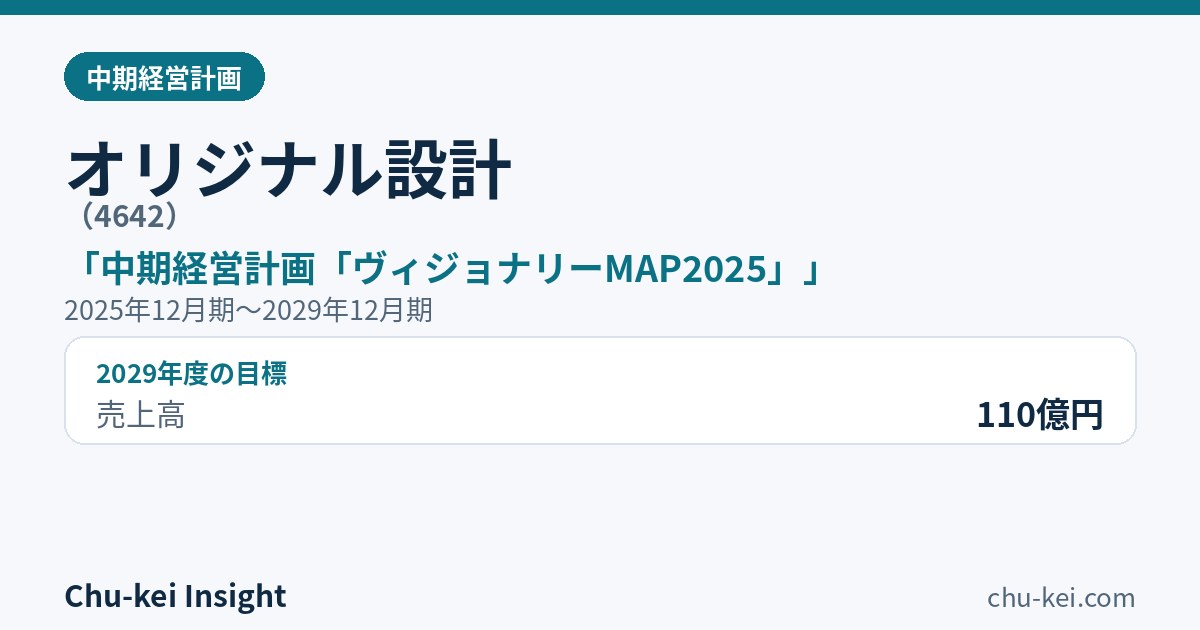 中期経営計画
オリジナル設計
（4642）
「中期経営計画「ヴィジョナリーMAP2025」」
2025年12月期～2029年12月期
2029年度の目標
売上高 110億円
Chu-kei Insight
chu-kei.com